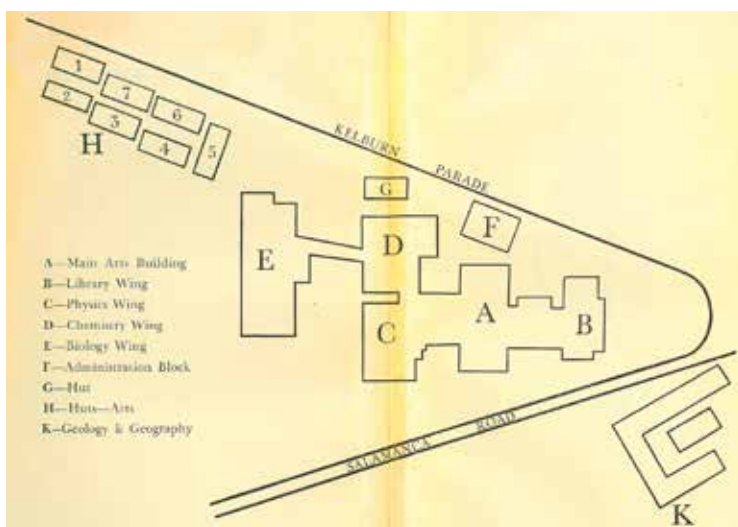 1
7
6
2
3
4
5
H
KELBURN PARADE
G
F
D
E
A
B
C
A—Main Arts Building
B—Library Wing
C—Physics Wing
D—Chemistry Wing
E—Biology Wing
F—Administration Block
G—Hut
H—Huts—Arts
K—Geology & Geography
SALAMANCA ROAD
K